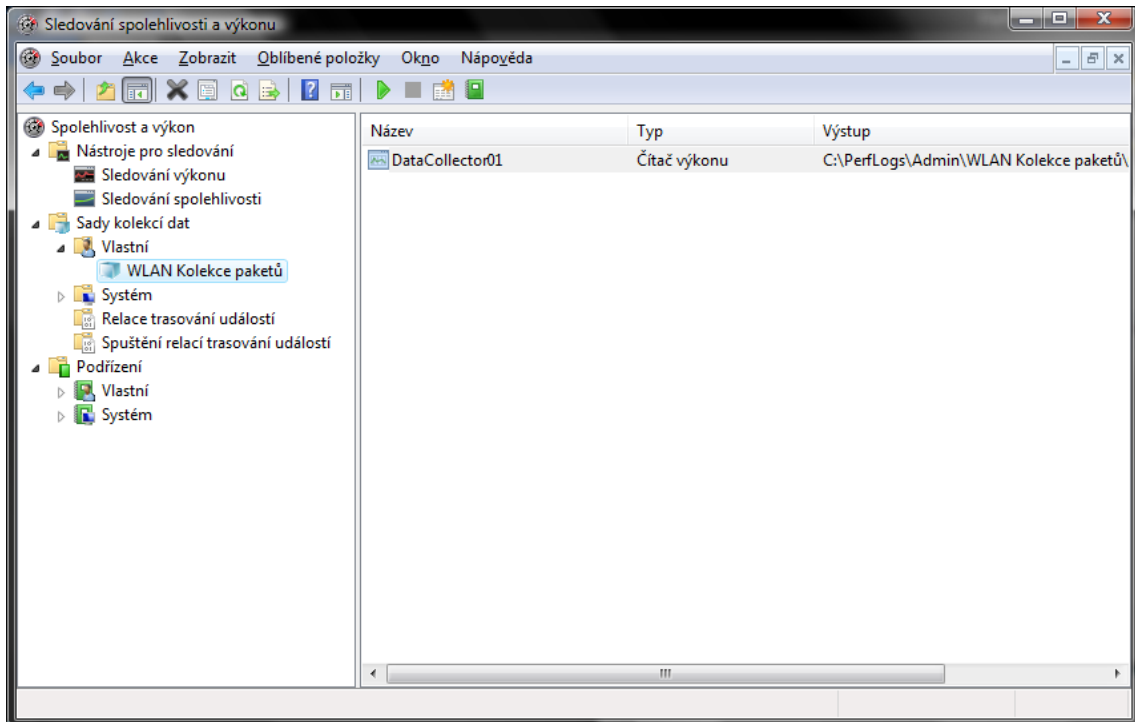 Sledování spolehlivosti a výkonu
Soubor Akce Zobrazit Oblíbené položky Okno Nápověda
Spolehlivost a výkon
Nástroje pro sledování
Sledování výkonu
Sledování spolehlivosti
Sady kolekcí dat
Vlastní
WLAN Kolekce paketů
Systém
Relace trasování událostí
Spuštění relací trasování událostí
Podřízení
Vlastní
Systém
Název Typ Výstup
DataCollector01 Čítač výkonu C:\PerfLogs\Admin\WLAN Kolekce paketů\